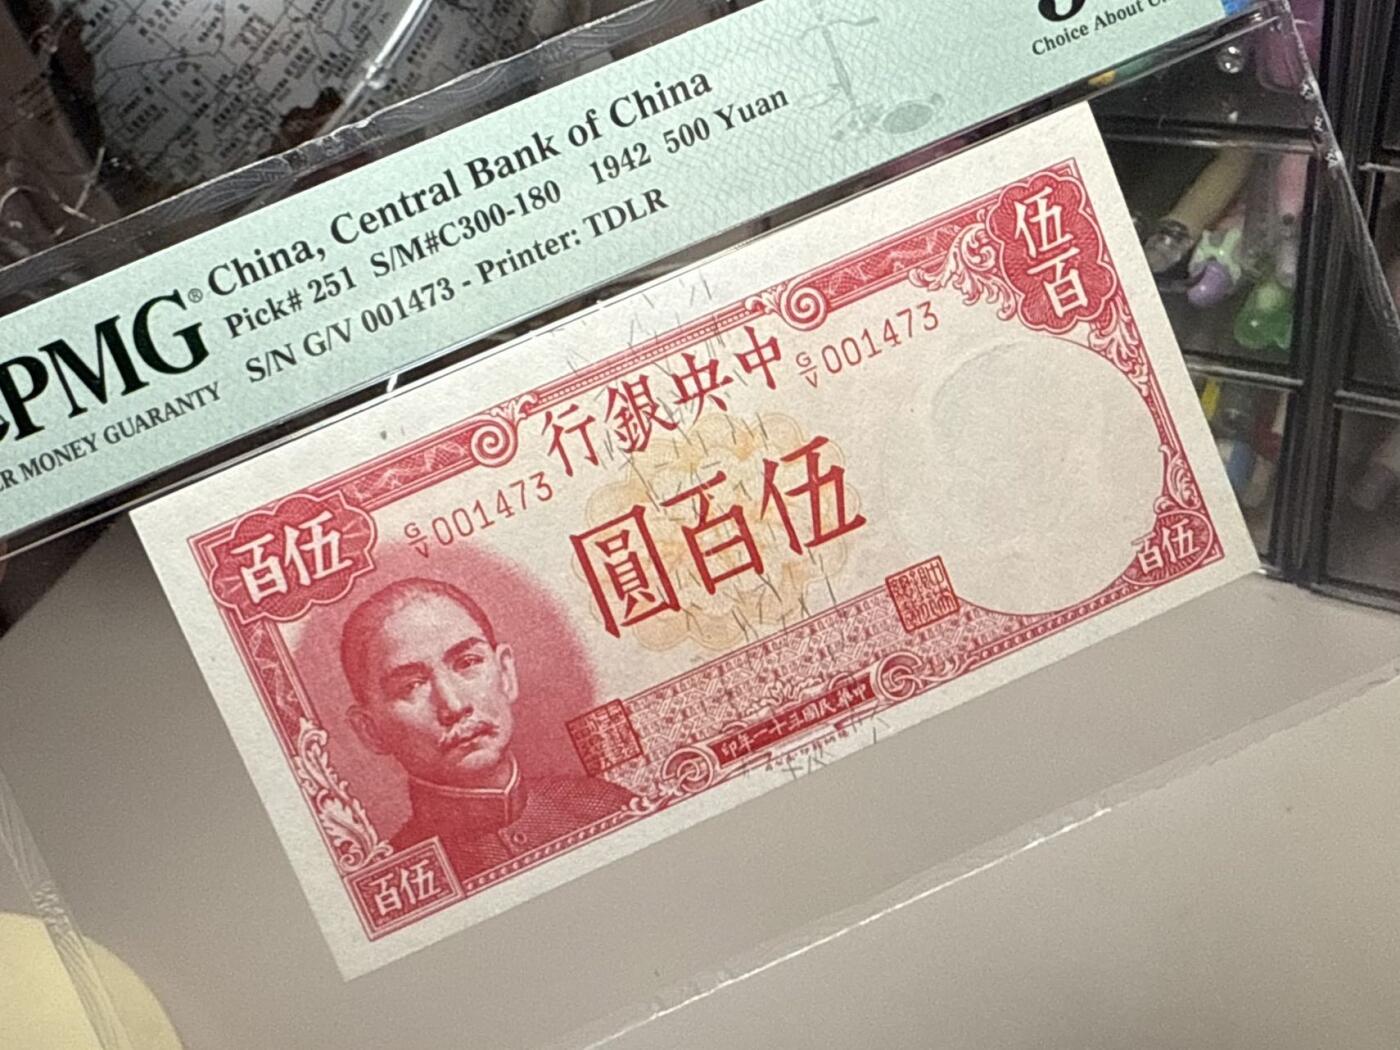 China, Central Bank of China
Pick# 251 S/M#C300-180 1942 500 Yuan
S/N G/V 001473 - Printer: TDLR
PMG®
ER MONEY GUARANTY
Choice About U
伍百
行銀央中
G/V 001473
G/V 001473
百伍
圓百伍
百伍
印年一十三國民華中
百伍